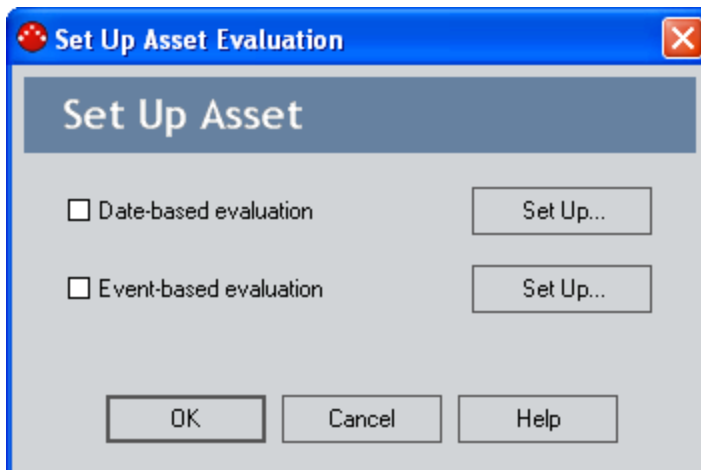 Set Up Asset Evaluation
Set Up Asset
Date-based evaluation Set Up...
Event-based evaluation Set Up...
OK Cancel Help